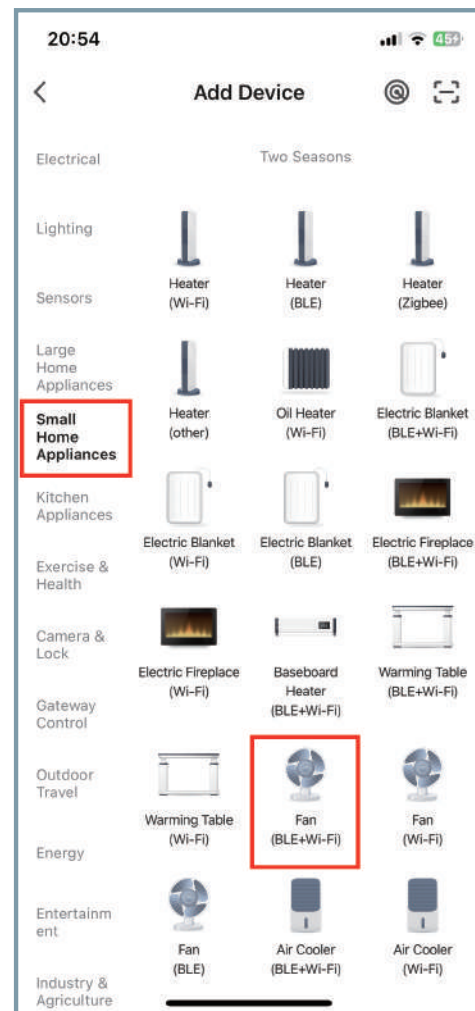 20:54
45
Add Device
Electrical
Lighting
Sensors
Large
Home
Appliances
Small
Home
Appliances
Kitchen
Appliances
Exercise &
Health
Camera &
Lock
Gateway
Control
Outdoor
Travel
Energy
Entertainm
ent
Industry &
Agriculture
Two Seasons
Heater
(Wi-Fi)
Heater
(BLE)
Heater
(Zigbee)
Heater
(other)
Oil Heater
(Wi-Fi)
Electric Blanket
(BLE+Wi-Fi)
Electric Blanket
(Wi-Fi)
Electric Blanket
(BLE)
Electric Fireplace
(BLE+Wi-Fi)
Electric Fireplace
(Wi-Fi)
Baseboard
Heater
(BLE+Wi-Fi)
Warming Table
(BLE+Wi-Fi)
Warming Table
(Wi-Fi)
Fan
(BLE+Wi-Fi)
Fan
(Wi-Fi)
Fan
(BLE)
Air Cooler
(BLE+Wi-Fi)
Air Cooler
(Wi-Fi)